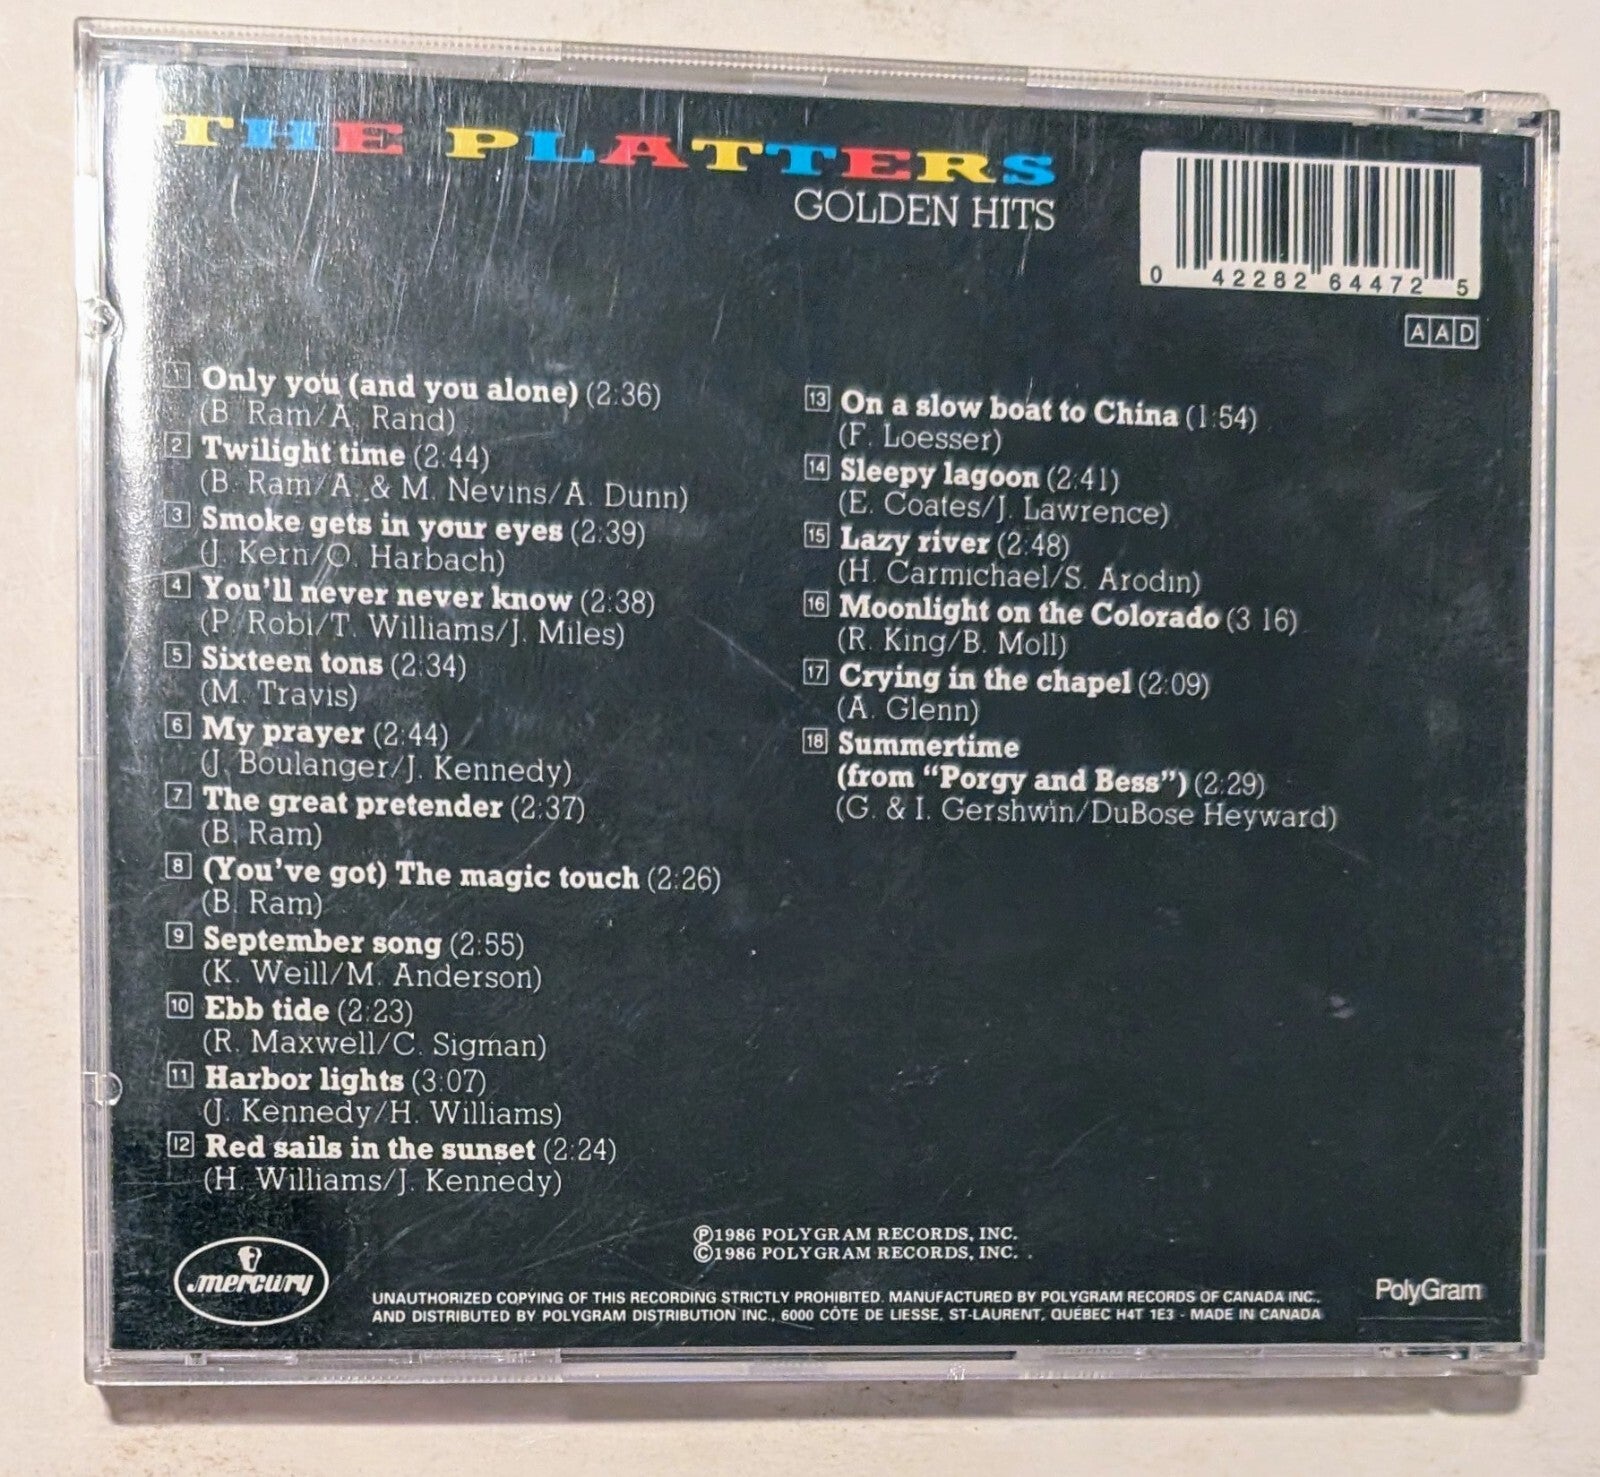 THE PLATTERS
GOLDEN HITS
0 42282 64472 5
AAD
1 Only you (and you alone) (2:36)
(B. Ram/A. Rand)
2 Twilight time (2:44)
(B. Ram/A. & M. Nevins/A. Dunn)
3 Smoke gets in your eyes (2:39)
(J. Kern/O. Harbach)
4 You'll never never know (2:38)
(P. Robi/T. Williams/J. Miles)
5 Sixteen tons (2:34)
(M. Travis)
6 My prayer (2:44)
(J. Boulanger/J. Kennedy)
7 The great pretender (2:37)
(B. Ram)
8 (You've got) The magic touch (2:26)
(B. Ram)
9 September song (2:55)
(K. Weill/M. Anderson)
10 Ebb tide (2:23)
(R. Maxwell/C. Sigman)
11 Harbor lights (3:07)
(J. Kennedy/H. Williams)
12 Red sails in the sunset (2:24)
(H. Williams/J. Kennedy)
13 On a slow boat to China (1:54)
(F. Loesser)
14 Sleepy lagoon (2:41)
(E. Coates/J. Lawrence)
15 Lazy river (2:48)
(H. Carmichael/S. Arodin)
16 Moonlight on the Colorado (3:16)
(R. King/B. Moll)
17 Crying in the chapel (2:09)
(A. Glenn)
18 Summertime
(from "Porgy and Bess") (2:29)
(G. & I. Gershwin/DuBose Heyward)
℗1986 POLYGRAM RECORDS, INC.
©1986 POLYGRAM RECORDS, INC.
mercury
UNAUTHORIZED COPYING OF THIS RECORDING STRICTLY PROHIBITED. MANUFACTURED BY POLYGRAM RECORDS OF CANADA INC.,
AND DISTRIBUTED BY POLYGRAM DISTRIBUTION INC., 6000 CÔTE DE LIESSE, ST-LAURENT, QUÉBEC H4T 1E3 - MADE IN CANADA
PolyGram